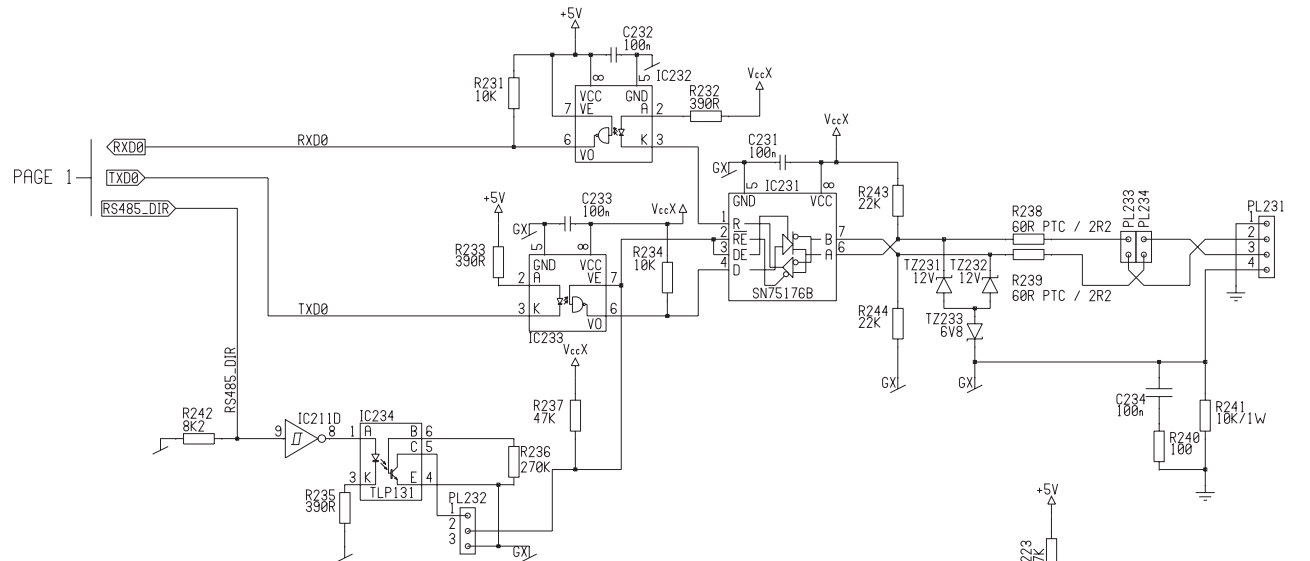 +5V
C232
100n
R231
10K
8
5
IC232
VCC
GND
7
VE
A
2
R232
390R
VccX
RXD0
RXD0
6
VO
K
3
PAGE 1
TXD0
RS485_DIR
C231
100n
VccX
GX
5
8
IC231
GND
VCC
1
R
2
RE
3
DE
4
D
7
B
6
A
SN75176B
R243
22K
R244
22K
GX
+5V
R233
390R
C233
100n
GX
VccX
5
8
GND
VCC
2
A
VE
7
3
K
VO
6
IC233
R234
10K
TXD0
TZ231
12V
TZ232
12V
TZ233
6V8
GX
R238
60R PTC / 2R2
R239
60R PTC / 2R2
PL233
PL234
PL231
1
2
3
4
C234
100n
R240
100
R241
10K/1W
RS485_DIR
R242
8K2
9
IC211D
8
IC234
1
A
B
6
C
5
3
K
E
4
TLP131
R235
390R
R236
270K
VccX
R237
47K
PL232
1
2
3
GX
+5V
223
7K